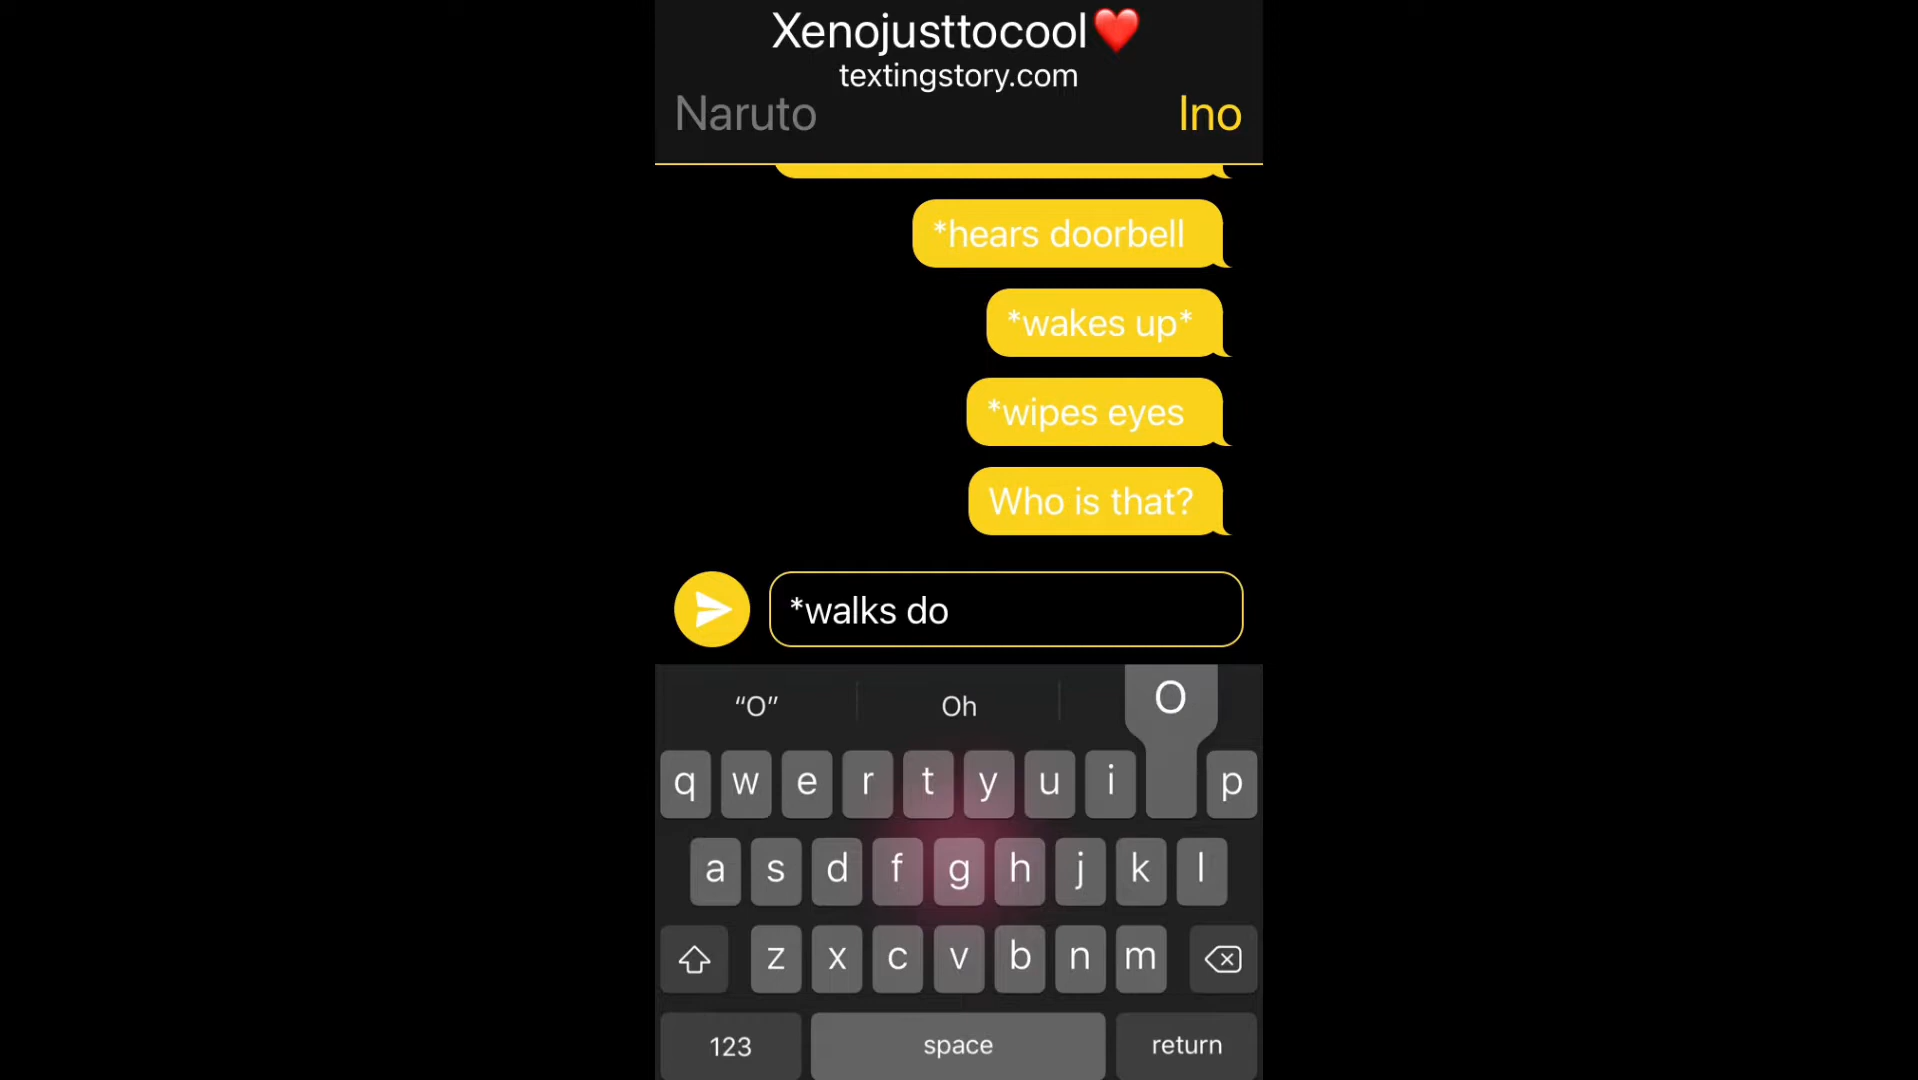 Xenojusttocool❤️
textingstory.com
Naruto Ino
*hears doorbell
*wakes up*
*wipes eyes
Who is that?
*walks do
“O” Oh O
q w e r t y u i p
a s d f g h j k l
z x c v b n m
123 space return